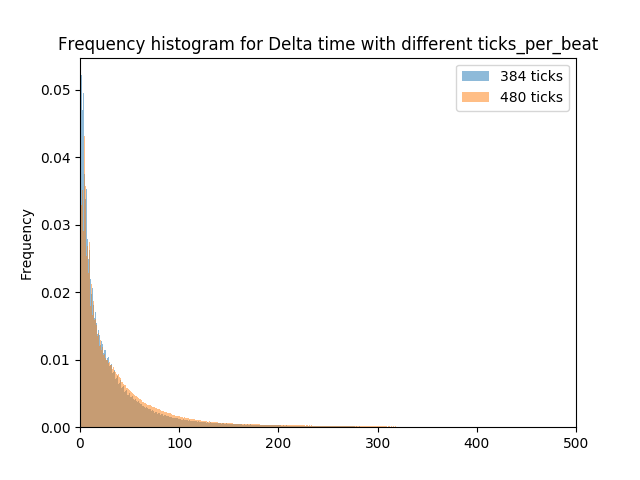 Frequency histogram for Delta time with different ticks_per_beat
384 ticks
480 ticks
Frequency
0.05
0.04
0.03
0.02
0.01
0.00
0 100 200 300 400 500